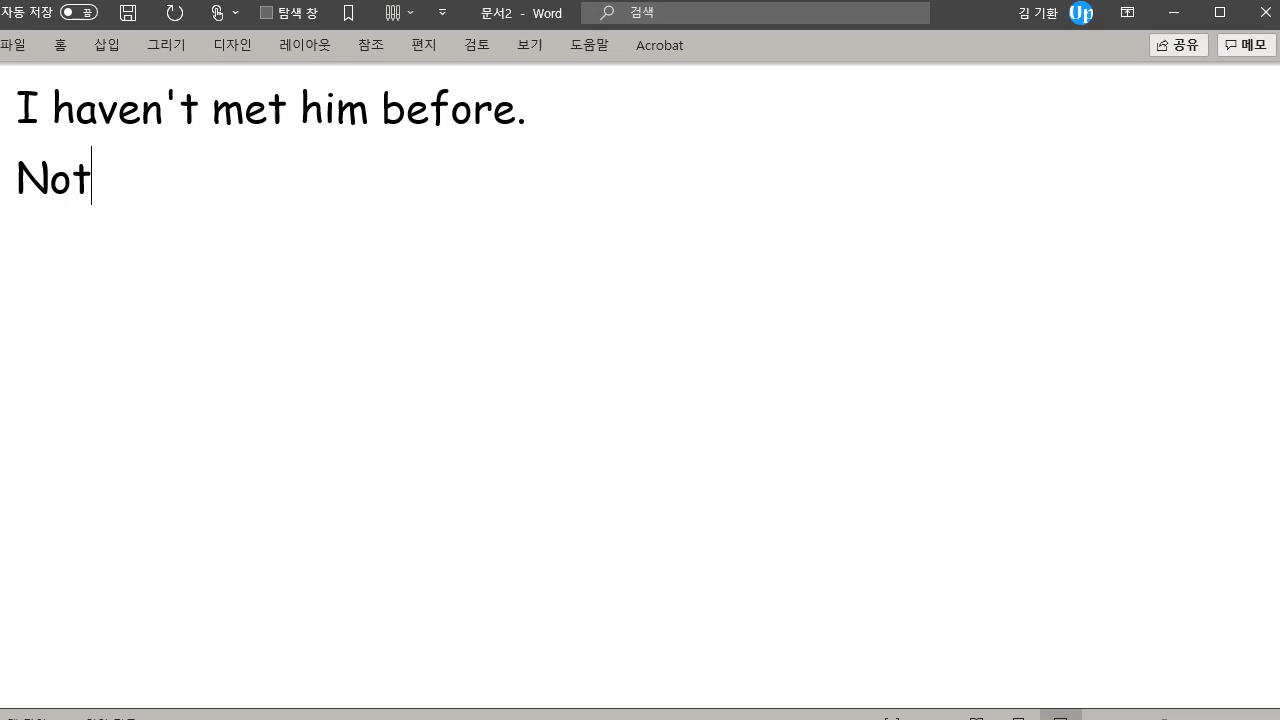 자동 저장 끔 탐색 창 문서2 - Word 검색 김 기환 Up
파일 홈 삽입 그리기 디자인 레이아웃 참조 편지 검토 보기 도움말 Acrobat 공유 메모
I haven't met him before.
Not